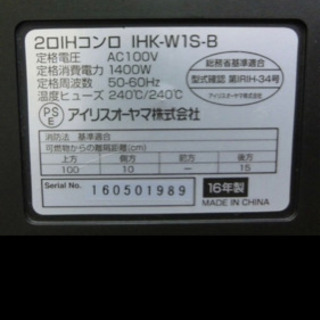 2口IHコンロ IHK-W1S-B
定格電圧 AC100V
定格消費電力 1400W
定格周波数 50-60Hz
温度ヒューズ 240℃/240℃
総務省基準適合
型式確認 第IRIH-34号
アイリスオーヤマ株式会社
PS
E
アイリスオーヤマ株式会社
消防法 基準適合
可燃物からの離隔距離(cm)
上方 側方 前方 後方
100 10 － 15
Serial No. 160501989
16年製
MADE IN CHINA